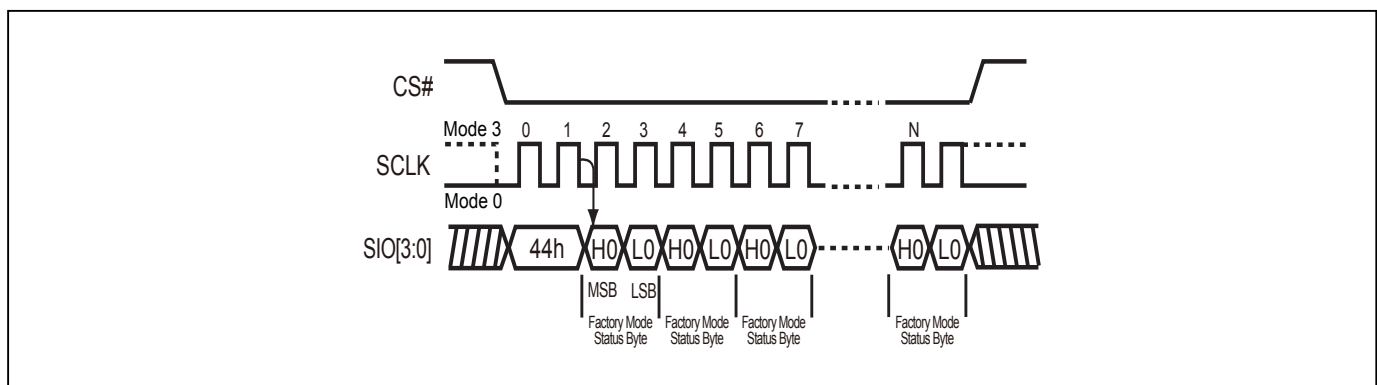 CS#
Mode 3 0 1 2 3 4 5 6 7 N
SCLK
Mode 0
SIO[3:0] 44h H0 L0 H0 L0 H0 L0 H0 L0
MSB LSB
Factory Mode Factory Mode Factory Mode Factory Mode
Status Byte Status Byte Status Byte Status Byte